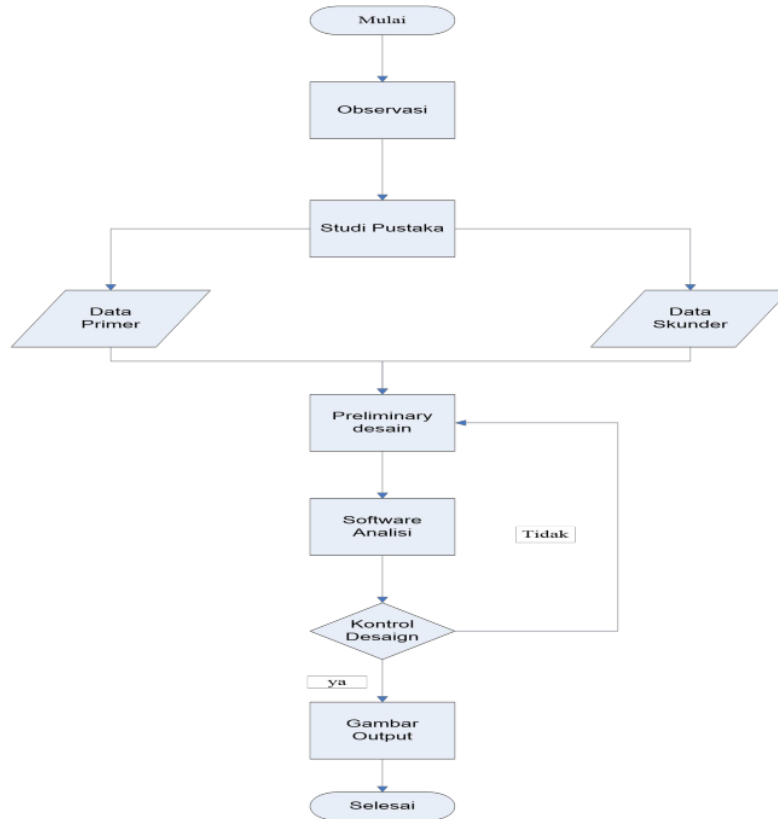 Mulai
Observasi
Studi Pustaka
Data
Primer
Data
Skunder
Preliminary
desain
Software
Analisi
Tidak
Kontrol
Desaign
ya
Gambar
Output
Selesai